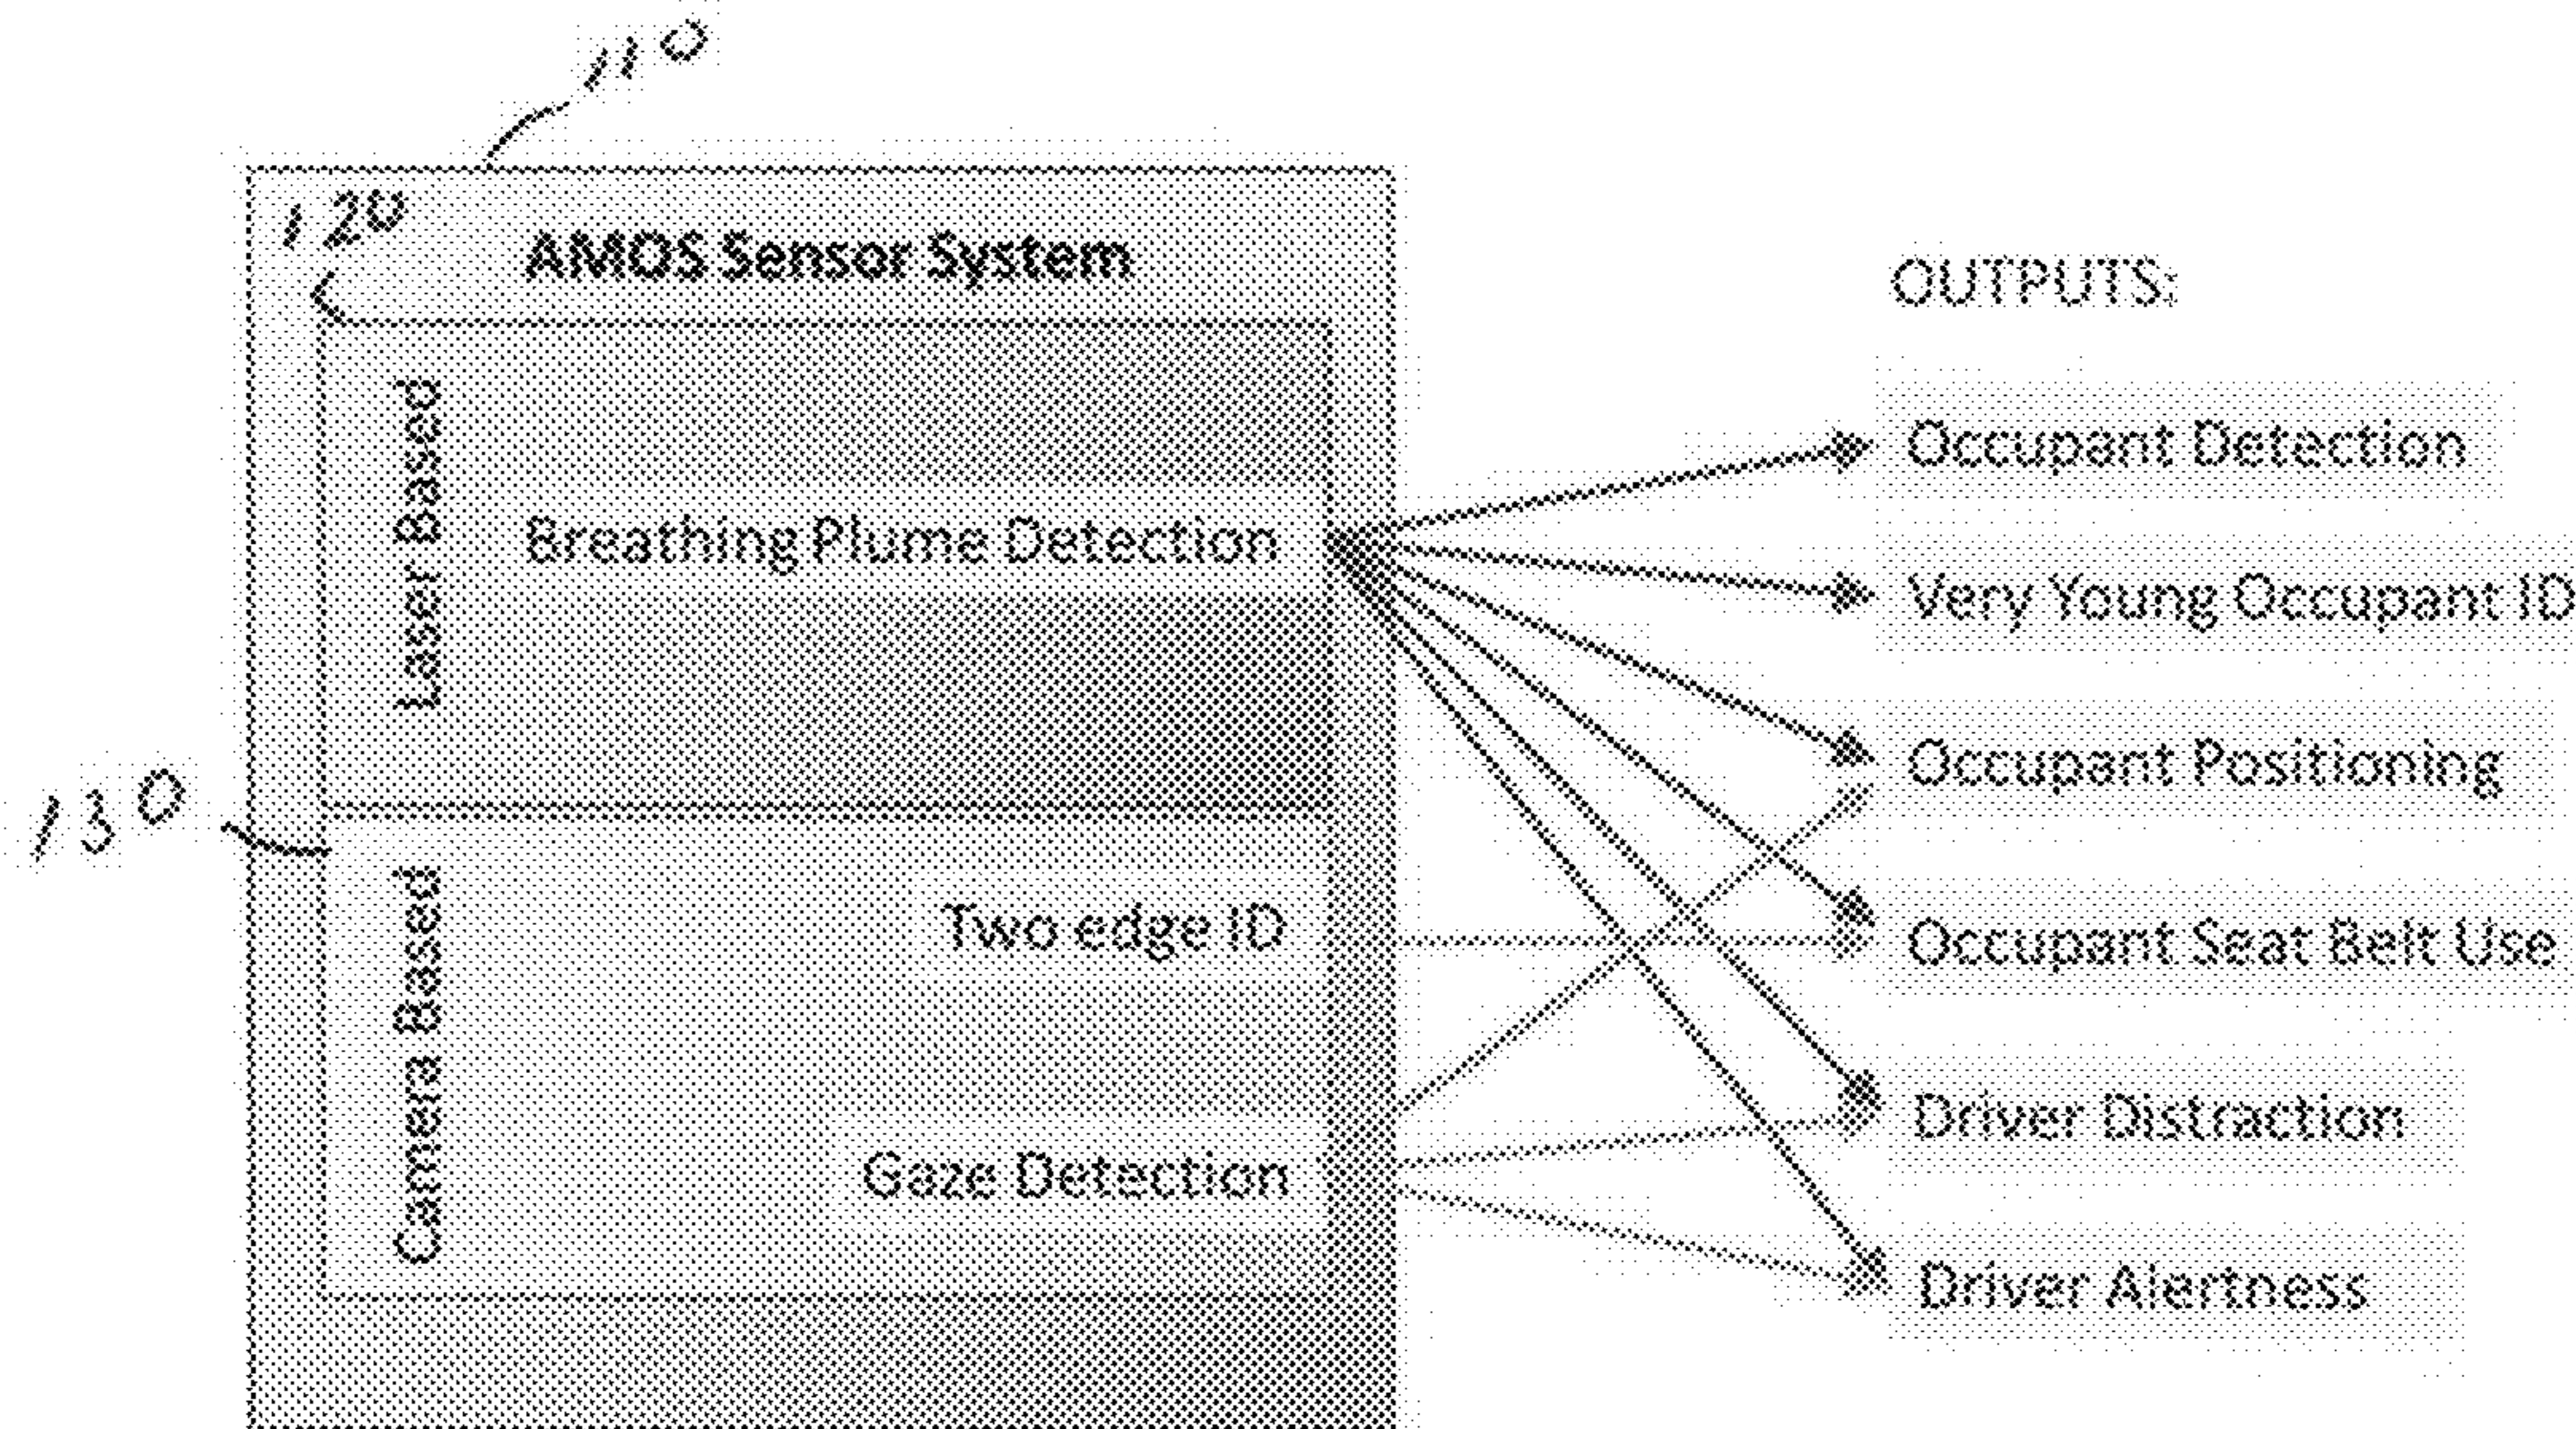 110
120
AMOS Sensor System
OUTPUTS:
Laser Based
Breathing Plume Detection
Occupant Detection
Very Young Occupant ID
Occupant Positioning
130
Camera Based
Two edge ID
Occupant Seat Belt Use
Gaze Detection
Driver Distraction
Driver Alertness